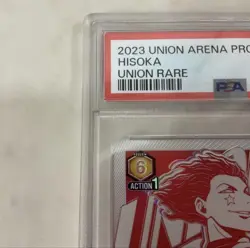 2023 UNION ARENA PRO
HISOKA
UNION RARE
PSA
6
ACTION 1